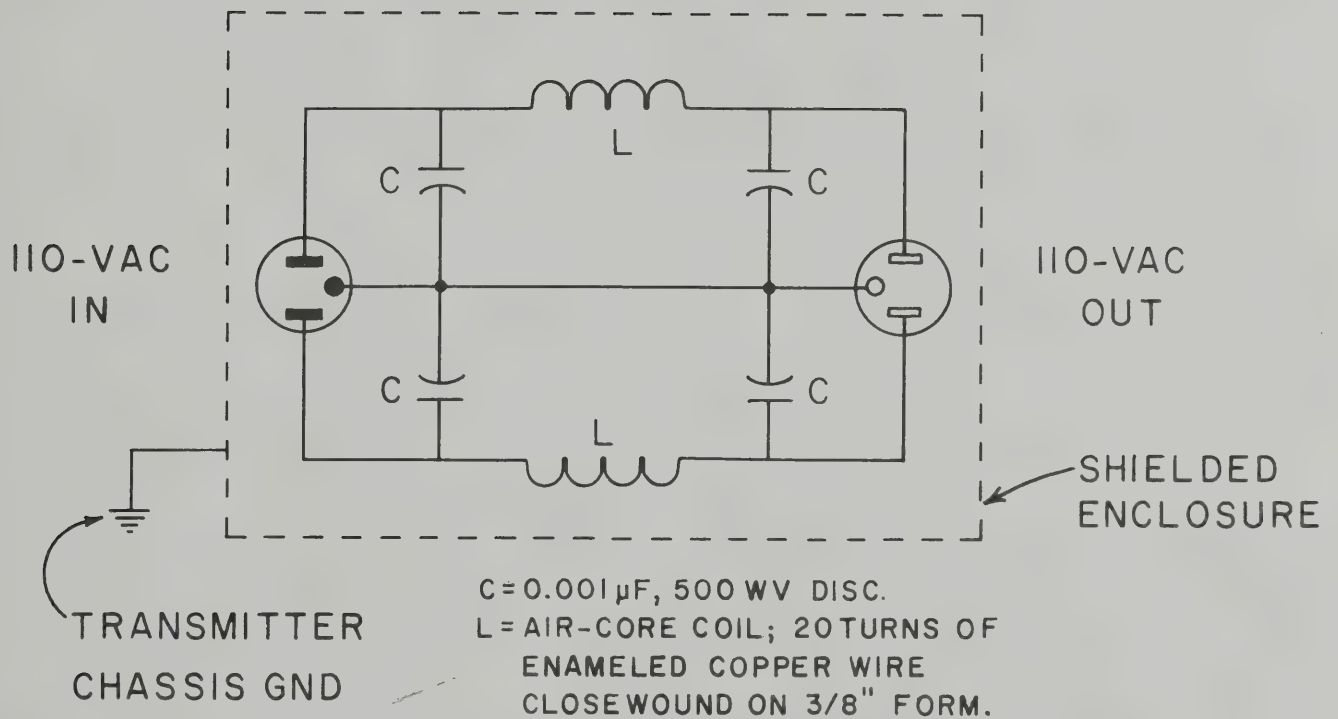 L
C
C
110-VAC
IN
110-VAC
OUT
C
C
L
SHIELDED
ENCLOSURE
TRANSMITTER
CHASSIS GND
C=0.001µF, 500 WV DISC.
L=AIR-CORE COIL; 20 TURNS OF
ENAMELED COPPER WIRE
CLOSEWOUND ON 3/8" FORM.